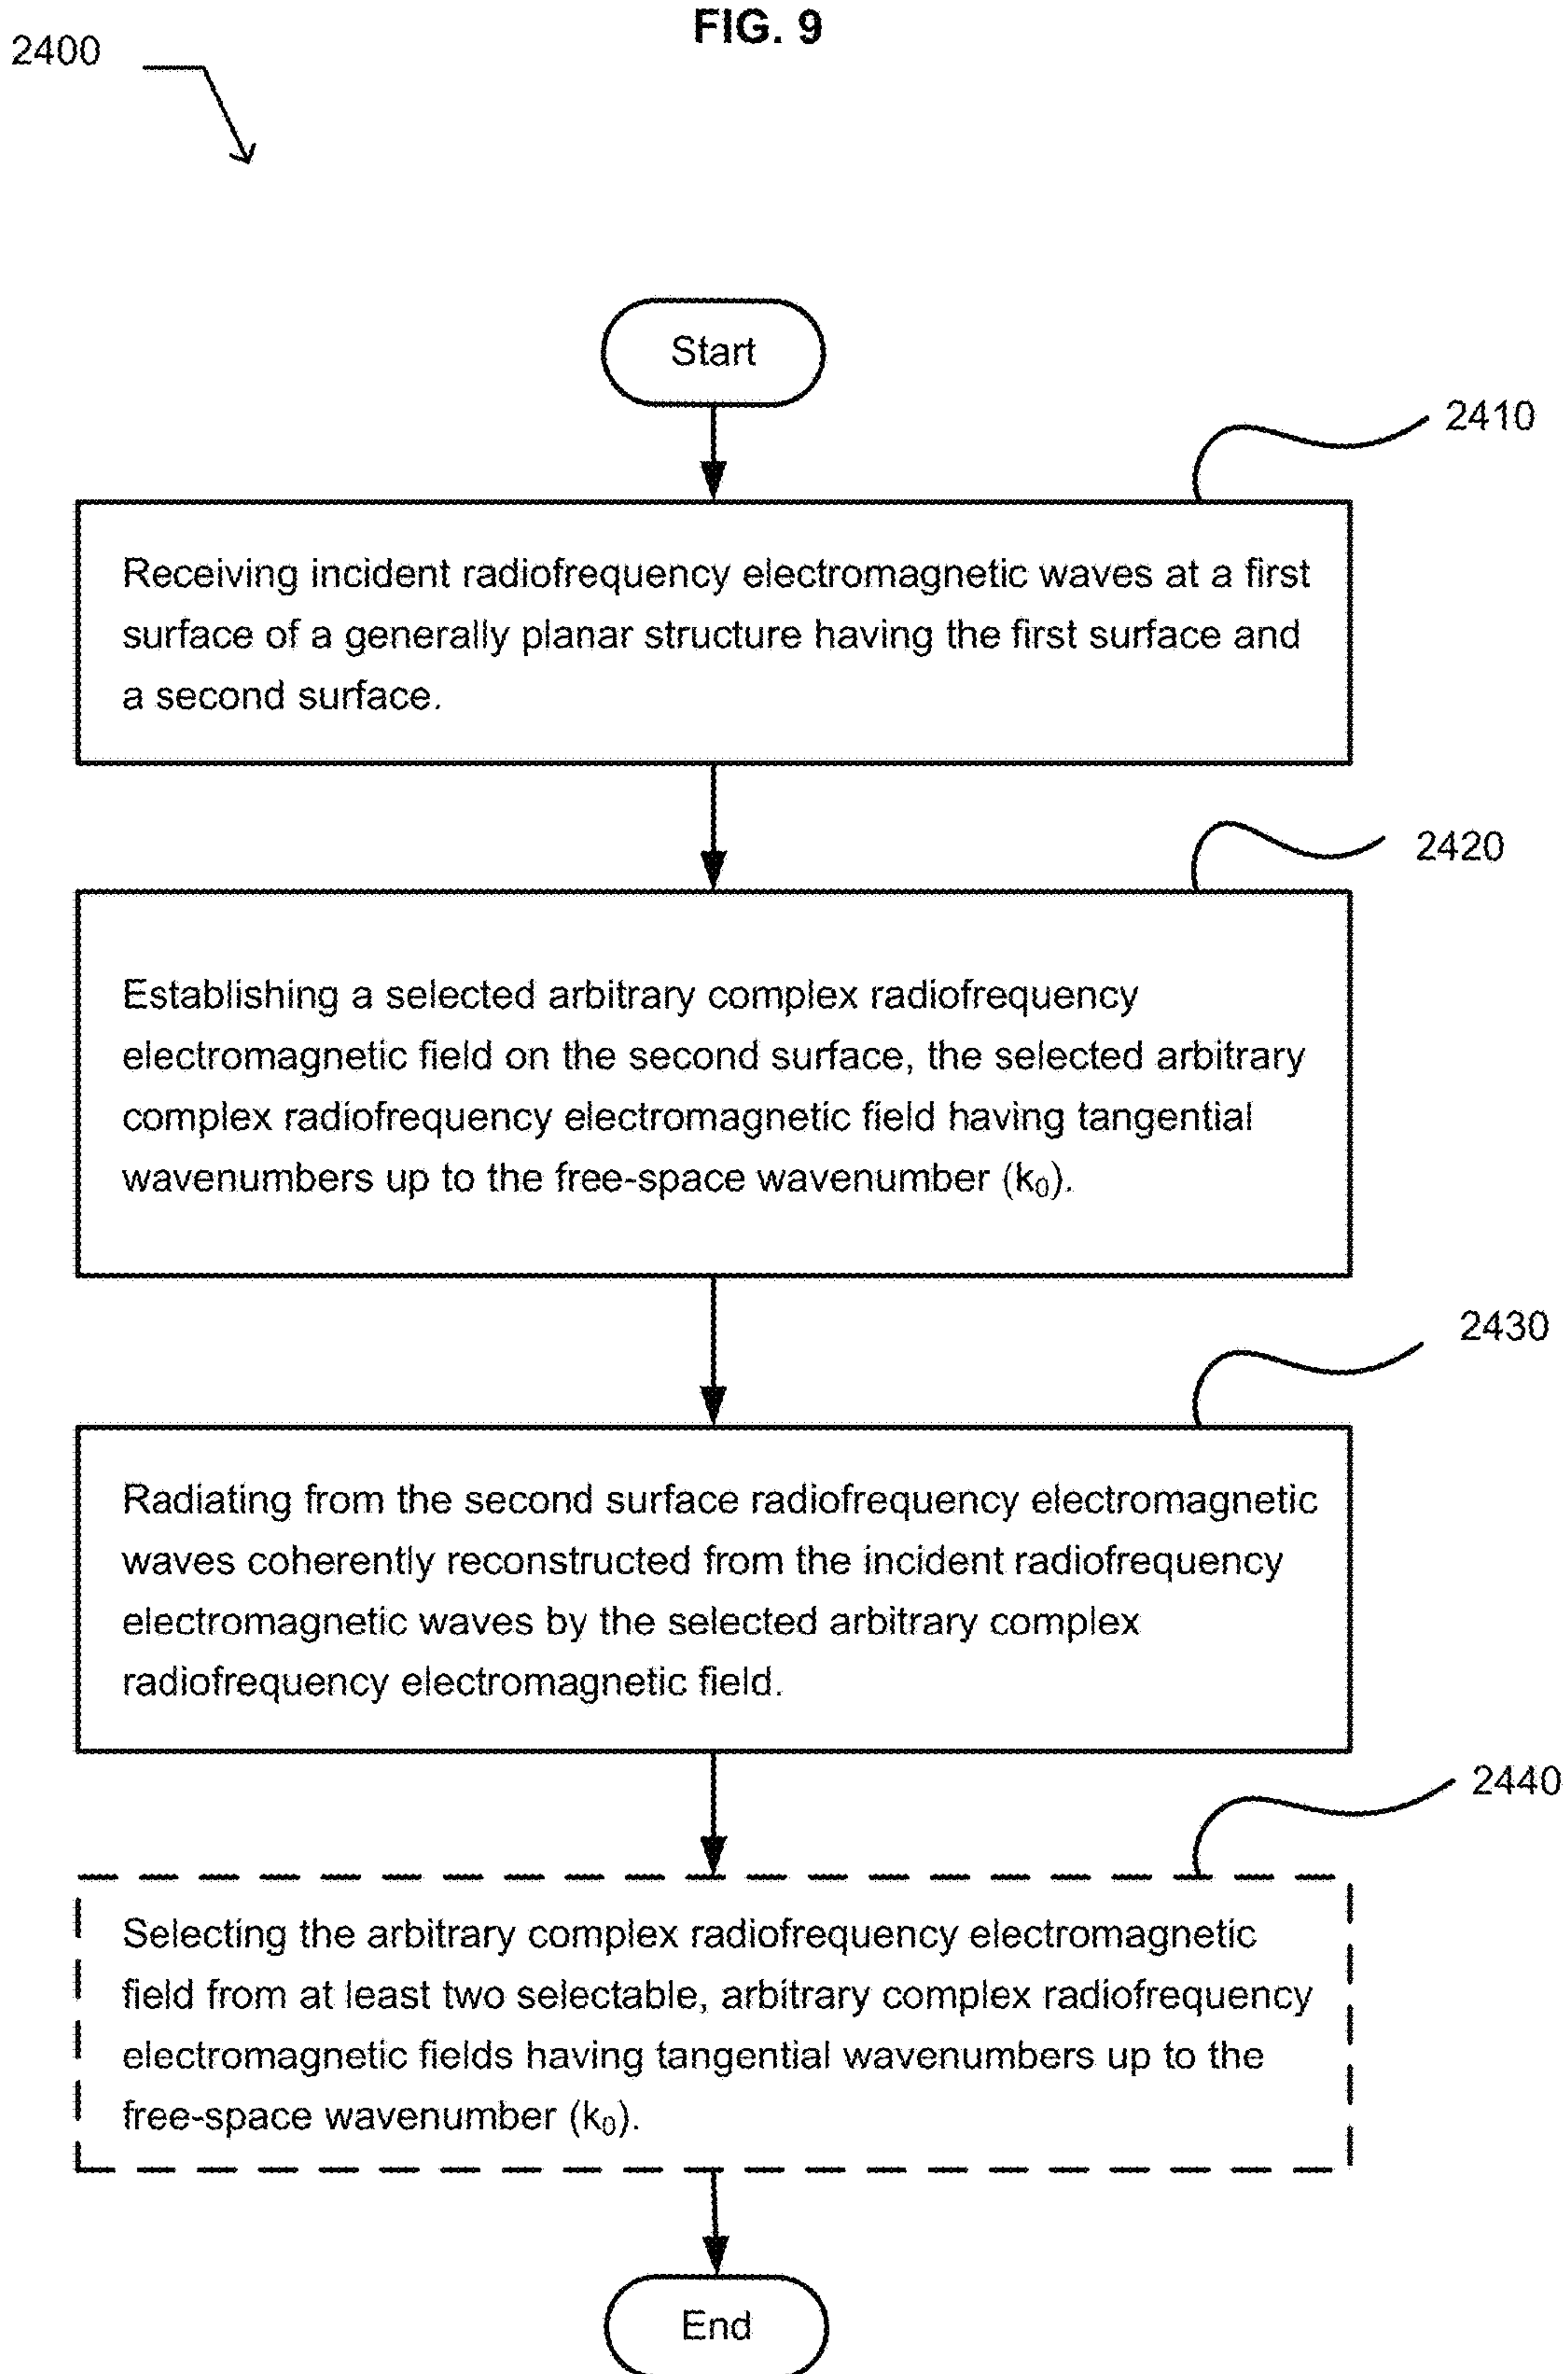 FIG. 9
2400
Start
2410
Receiving incident radiofrequency electromagnetic waves at a first
surface of a generally planar structure having the first surface and
a second surface.
2420
Establishing a selected arbitrary complex radiofrequency
electromagnetic field on the second surface, the selected arbitrary
complex radiofrequency electromagnetic field having tangential
wavenumbers up to the free-space wavenumber (k₀).
2430
Radiating from the second surface radiofrequency electromagnetic
waves coherently reconstructed from the incident radiofrequency
electromagnetic waves by the selected arbitrary complex
radiofrequency electromagnetic field.
2440
Selecting the arbitrary complex radiofrequency electromagnetic
field from at least two selectable, arbitrary complex radiofrequency
electromagnetic fields having tangential wavenumbers up to the
free-space wavenumber (k₀).
End